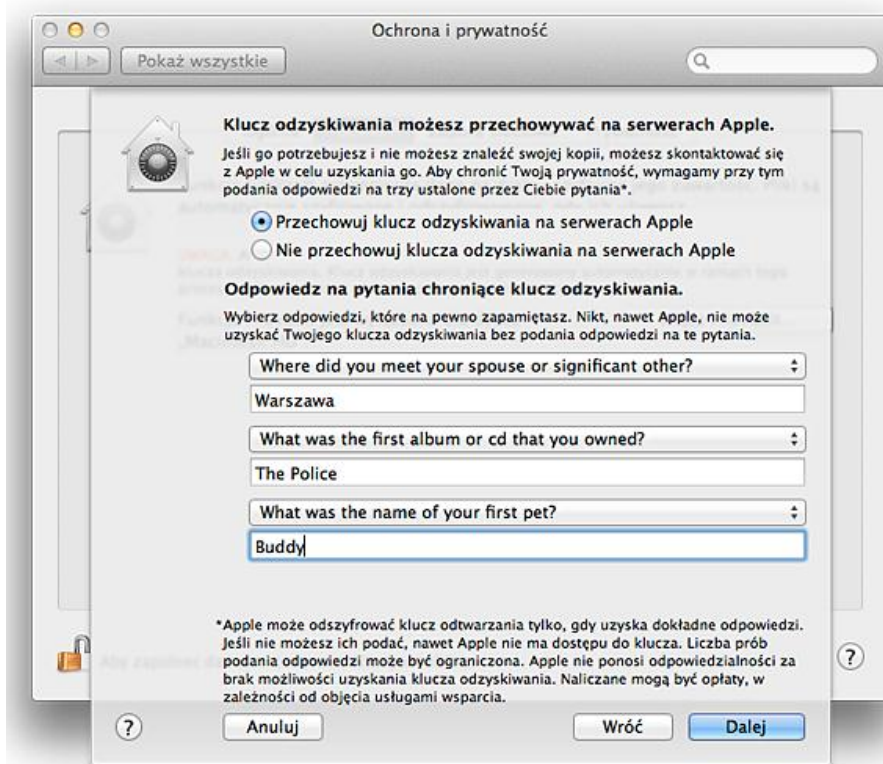 Ochrona i prywatność
Pokaż wszystkie
Klucz odzyskiwania możesz przechowywać na serwerach Apple.
Jeśli go potrzebujesz i nie możesz znaleźć swojej kopii, możesz skontaktować się
z Apple w celu uzyskania go. Aby chronić Twoją prywatność, wymagamy przy tym
podania odpowiedzi na trzy ustalone przez Ciebie pytania*.
Przechowuj klucz odzyskiwania na serwerach Apple
Nie przechowuj klucza odzyskiwania na serwerach Apple
Odpowiedz na pytania chroniące klucz odzyskiwania.
Wybierz odpowiedzi, które na pewno zapamiętasz. Nikt, nawet Apple, nie może
uzyskać Twojego klucza odzyskiwania bez podania odpowiedzi na te pytania.
Where did you meet your spouse or significant other?
Warszawa
What was the first album or cd that you owned?
The Police
What was the name of your first pet?
Buddy
*Apple może odszyfrować klucz odtwarzania tylko, gdy uzyska dokładne odpowiedzi.
Jeśli nie możesz ich podać, nawet Apple nie ma dostępu do klucza. Liczba prób
podania odpowiedzi może być ograniczona. Apple nie ponosi odpowiedzialności za
brak możliwości uzyskania klucza odzyskiwania. Naliczane mogą być opłaty, w
zależności od objęcia usługami wsparcia.
?
?
Anuluj
Wróć
Dalej